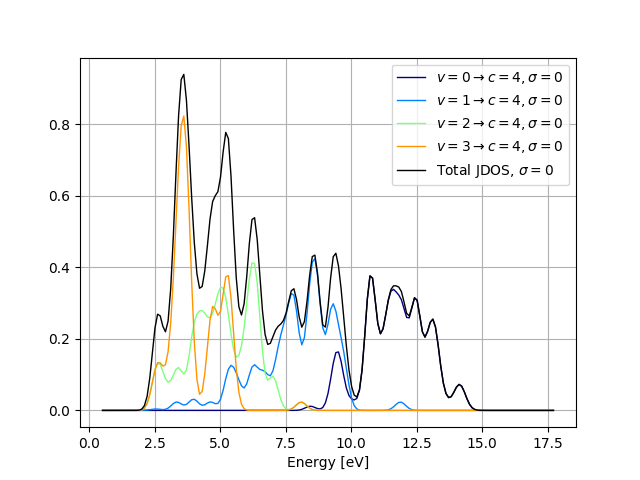 v = 0 → c = 4, σ = 0
v = 1 → c = 4, σ = 0
v = 2 → c = 4, σ = 0
v = 3 → c = 4, σ = 0
Total JDOS, σ = 0
0.8
0.6
0.4
0.2
0.0
0.0 2.5 5.0 7.5 10.0 12.5 15.0 17.5
Energy [eV]